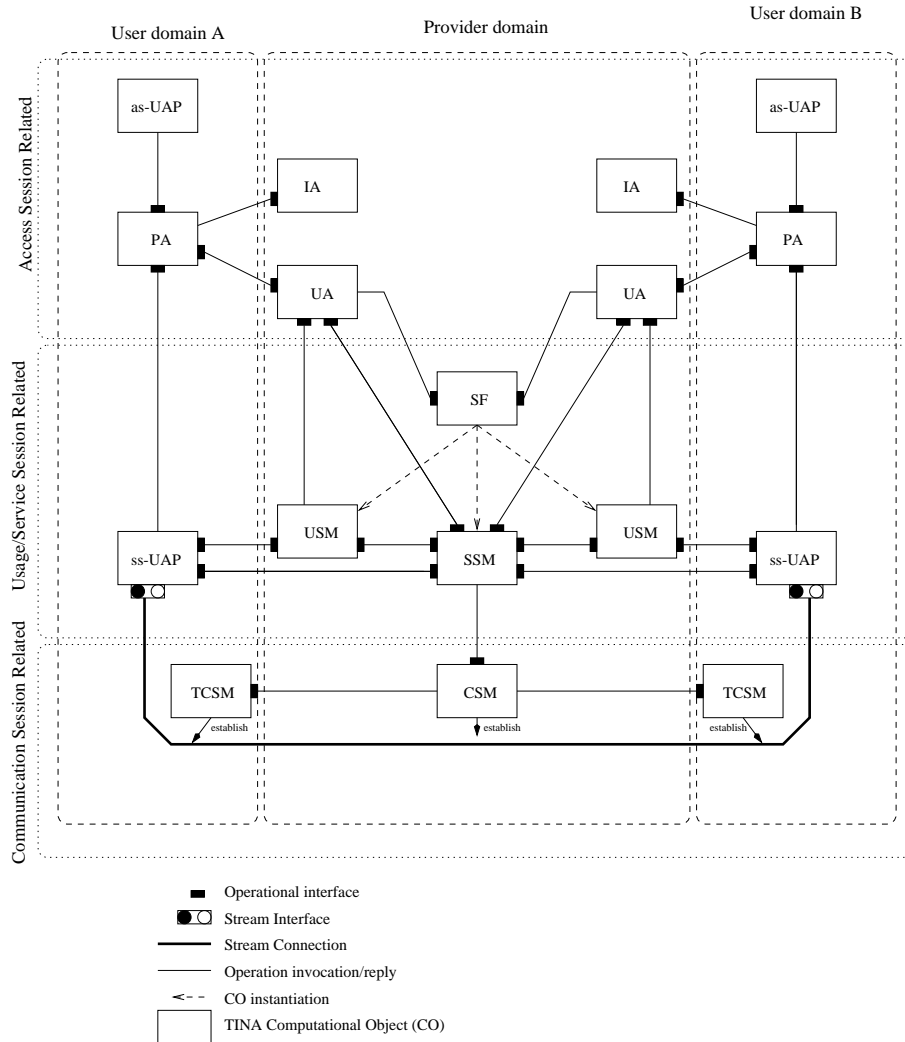 User domain A
Provider domain
User domain B
Access Session Related
as-UAP
as-UAP
IA
IA
PA
PA
UA
UA
Usage/Service Session Related
SF
USM
USM
ss-UAP
SSM
ss-UAP
Communication Session Related
TCSM
CSM
TCSM
establish
establish
establish
Operational interface
Stream Interface
Stream Connection
Operation invocation/reply
CO instantiation
TINA Computational Object (CO)